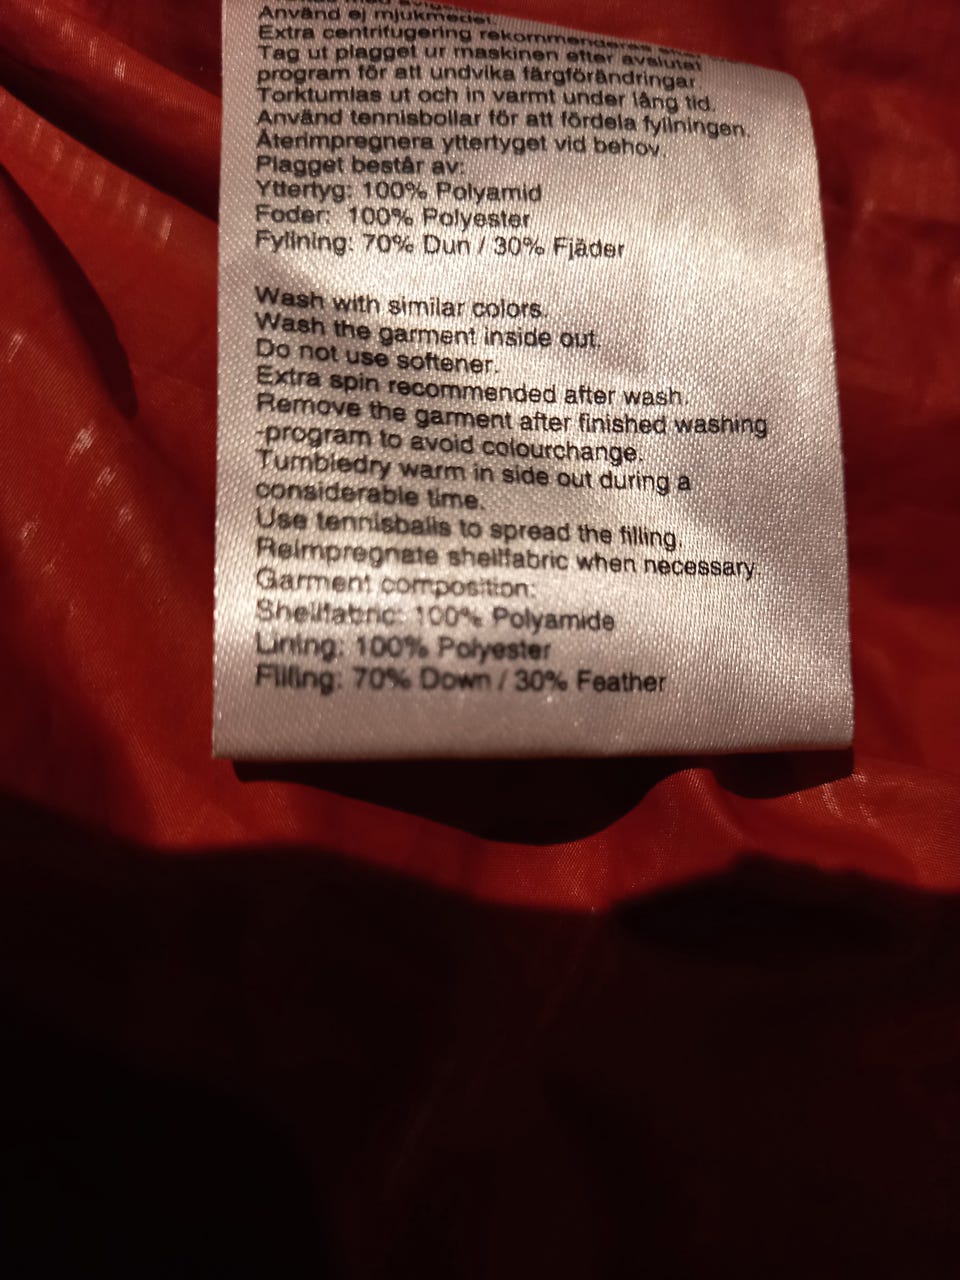 Använd ej mjukmedel.
Extra centrifugering rekommenderas
Tag ut plagget ur maskinen efter avslutat
program för att undvika färgförändringar
Torktumlas ut och in varmt under lång tid.
Använd tennisbollar för att fördela fyllningen.
Återimpregnera yttertyget vid behov.
Plagget består av:
Yttertyg: 100% Polyamid
Foder: 100% Polyester
Fyllning: 70% Dun / 30% Fjäder
Wash with similar colors.
Wash the garment inside out.
Do not use softener.
Extra spin recommended after wash.
Remove the garment after finished washing
-program to avoid colourchange.
Tumbledry warm in side out during a
considerable time.
Use tennisballs to spread the filling.
Reimpregnate shellfabric when necessary.
Garment composition:
Shellfabric: 100% Polyamide
Lining: 100% Polyester
Filling: 70% Down / 30% Feather